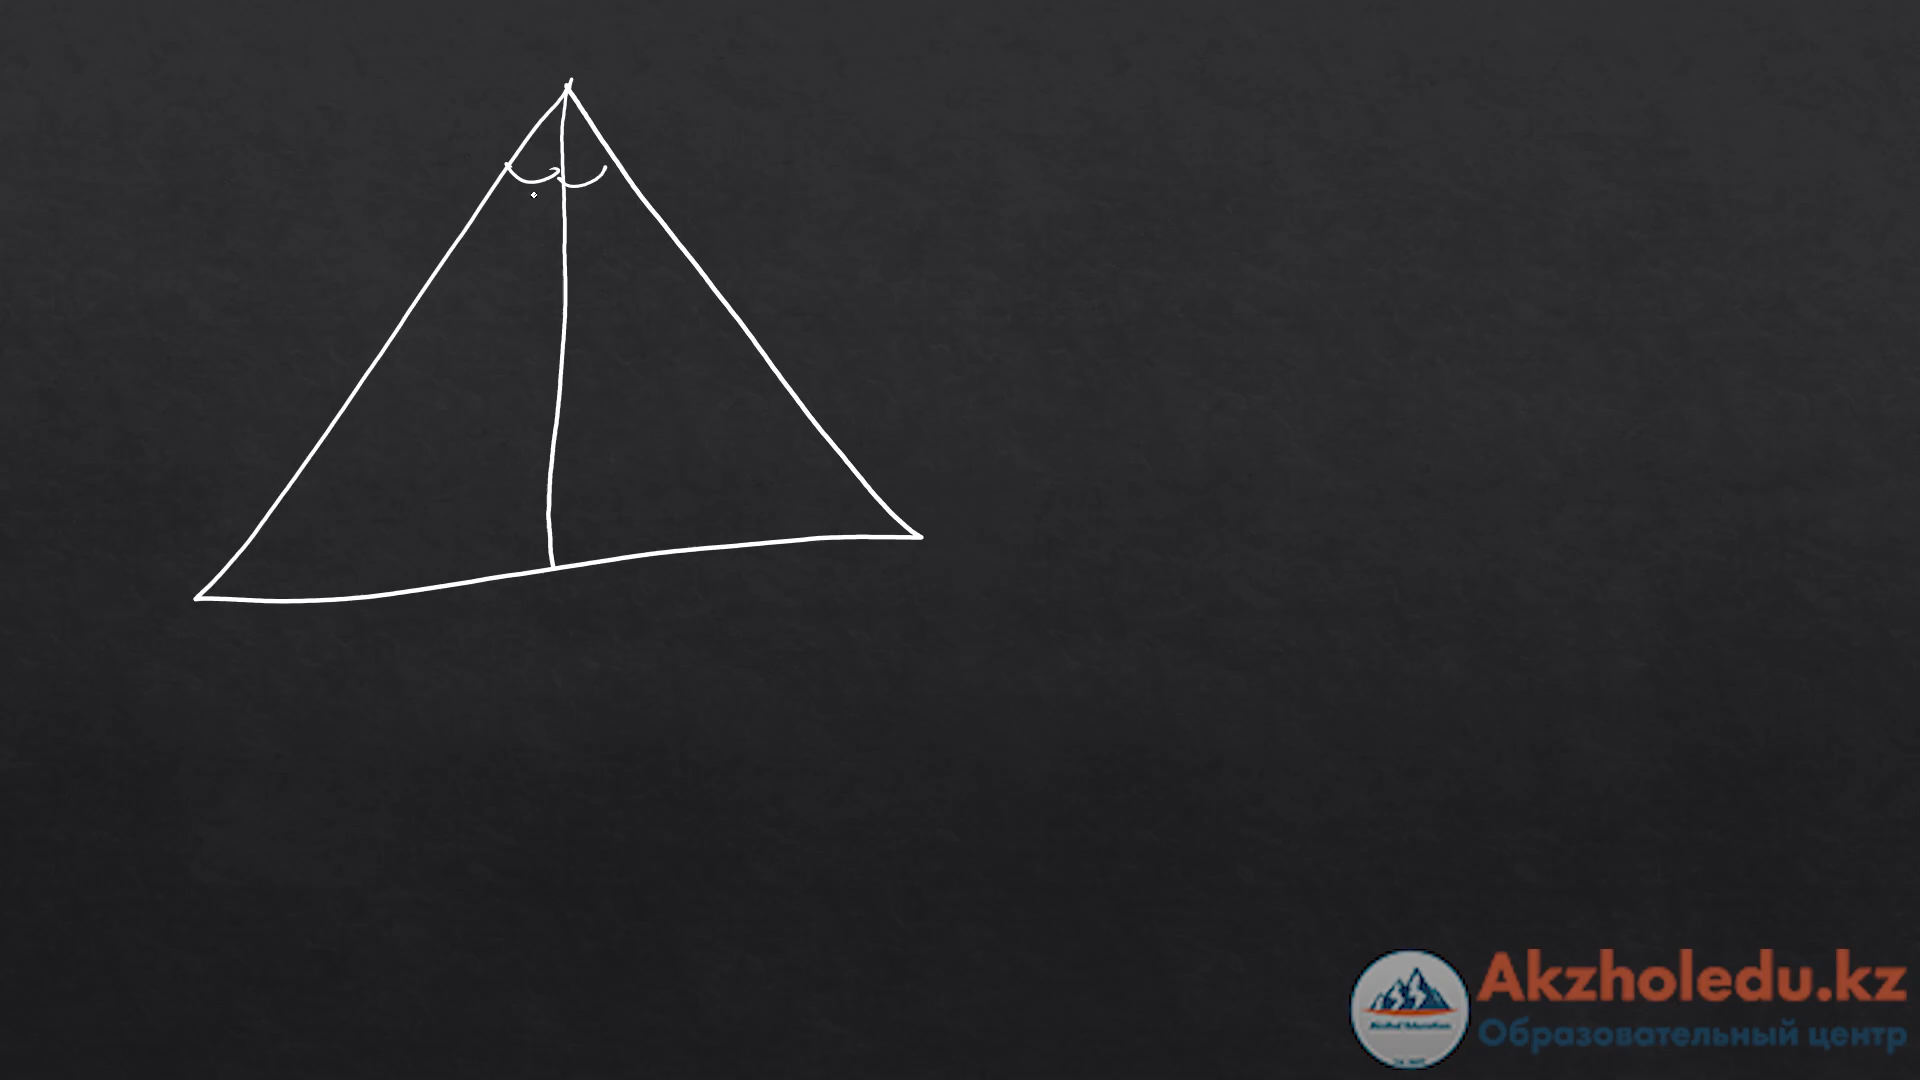 Akzholedu.kz
Образовательный центр